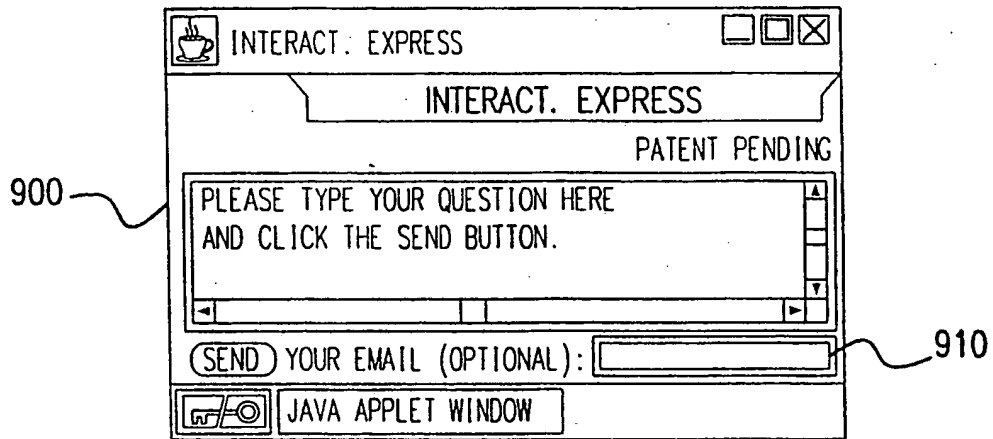 INTERACT. EXPRESS
INTERACT. EXPRESS
PATENT PENDING
900
PLEASE TYPE YOUR QUESTION HERE
AND CLICK THE SEND BUTTON.
SEND YOUR EMAIL (OPTIONAL):
910
JAVA APPLET WINDOW